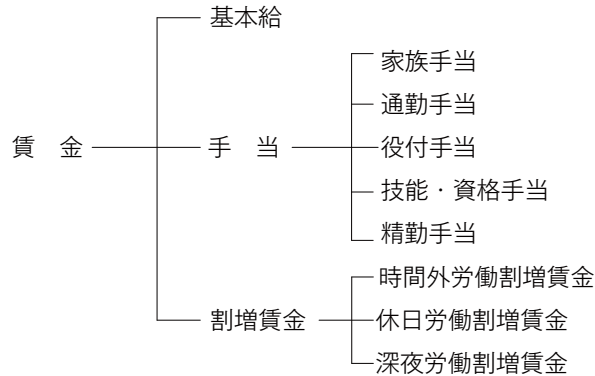 基本給
家族手当
通勤手当
賃　金
手　当
役付手当
技能・資格手当
精勤手当
時間外労働割増賃金
割増賃金
休日労働割増賃金
深夜労働割増賃金